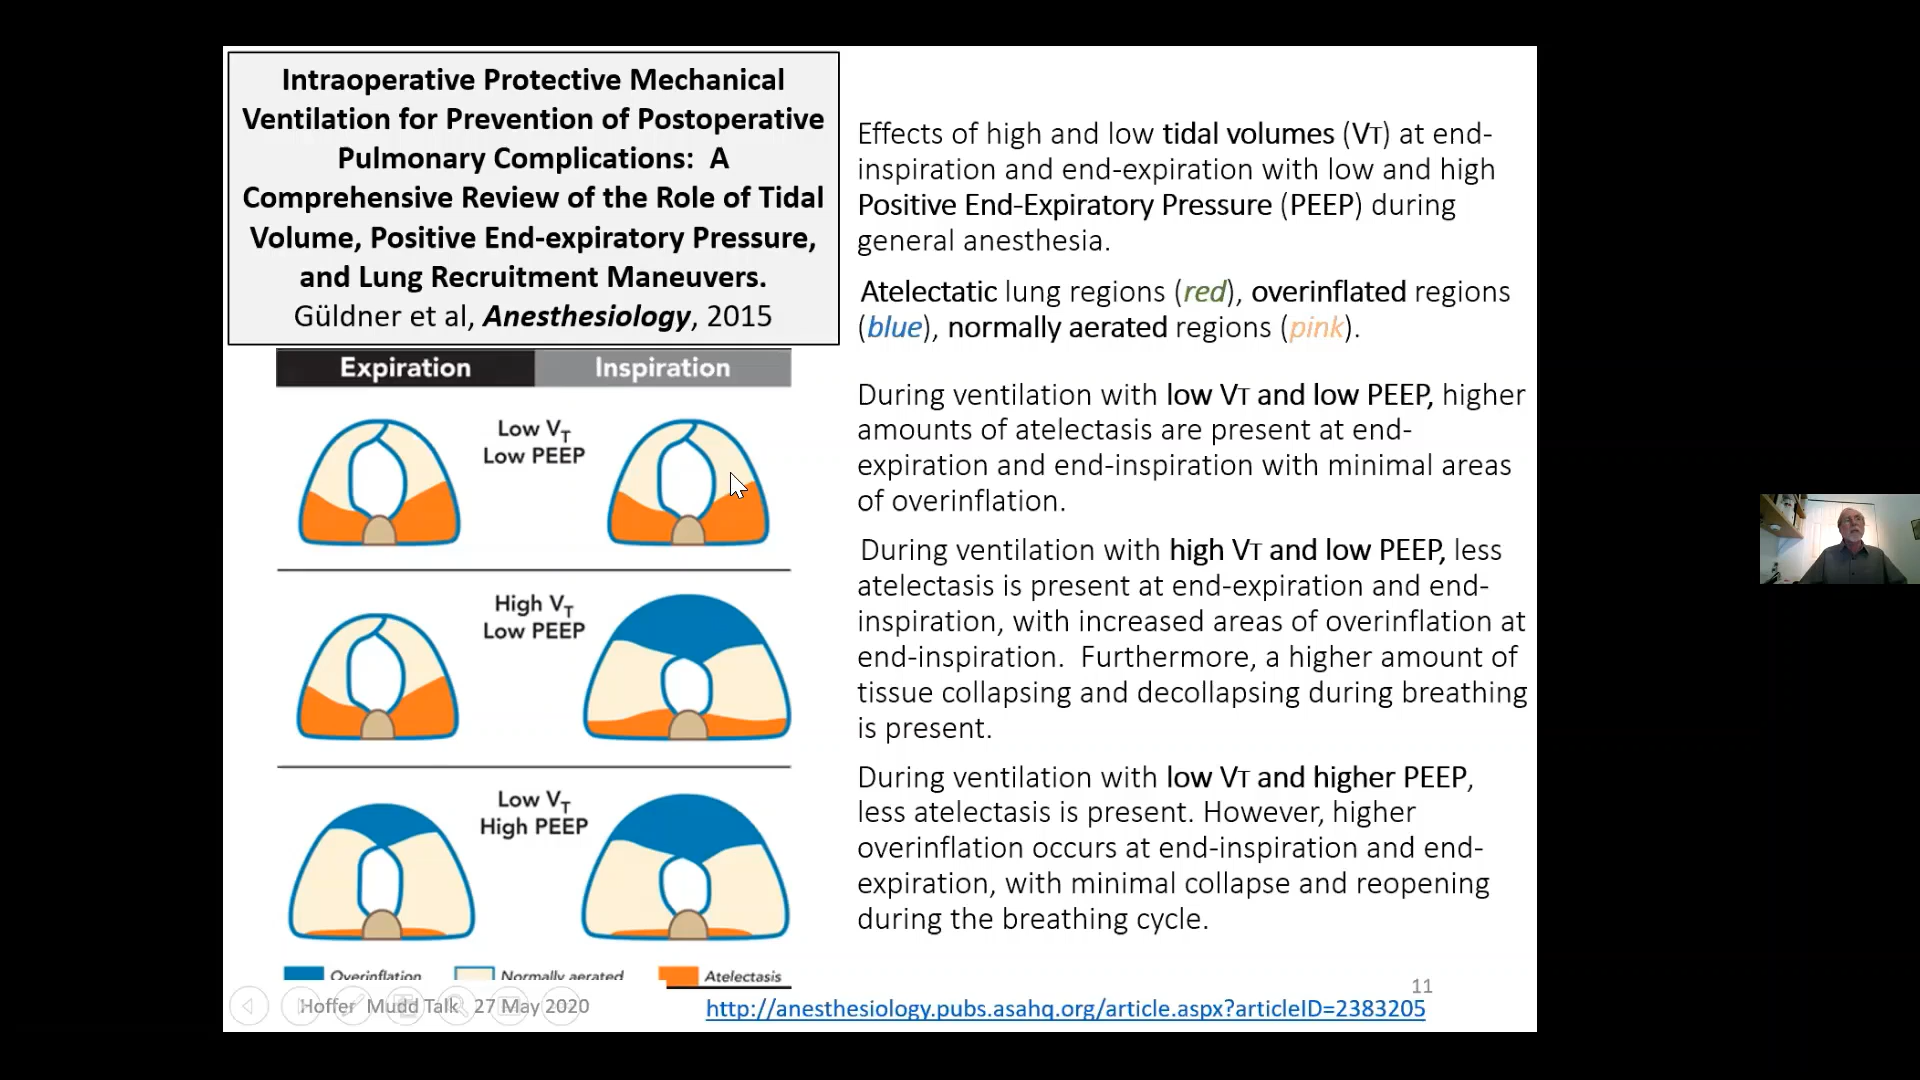 Intraoperative Protective Mechanical
Ventilation for Prevention of Postoperative
Pulmonary Complications:  A
Comprehensive Review of the Role of Tidal
Volume, Positive End-expiratory Pressure,
and Lung Recruitment Maneuvers.
Güldner et al, Anesthesiology, 2015
Expiration Inspiration
Low VT
Low PEEP
High VT
Low PEEP
Low VT
High PEEP
Overinflation Normally aerated Atelectasis
Effects of high and low tidal volumes (VT) at end-
inspiration and end-expiration with low and high
Positive End-Expiratory Pressure (PEEP) during
general anesthesia.
Atelectatic lung regions (red), overinflated regions
(blue), normally aerated regions (pink).
During ventilation with low VT and low PEEP, higher
amounts of atelectasis are present at end-
expiration and end-inspiration with minimal areas
of overinflation.
During ventilation with high VT and low PEEP, less
atelectasis is present at end-expiration and end-
inspiration, with increased areas of overinflation at
end-inspiration.  Furthermore, a higher amount of
tissue collapsing and decollapsing during breathing
is present.
During ventilation with low VT and higher PEEP,
less atelectasis is present. However, higher
overinflation occurs at end-inspiration and end-
expiration, with minimal collapse and reopening
during the breathing cycle.
11
Hoffer Mudd Talk 27 May 2020
http://anesthesiology.pubs.asahq.org/article.aspx?articleID=2383205